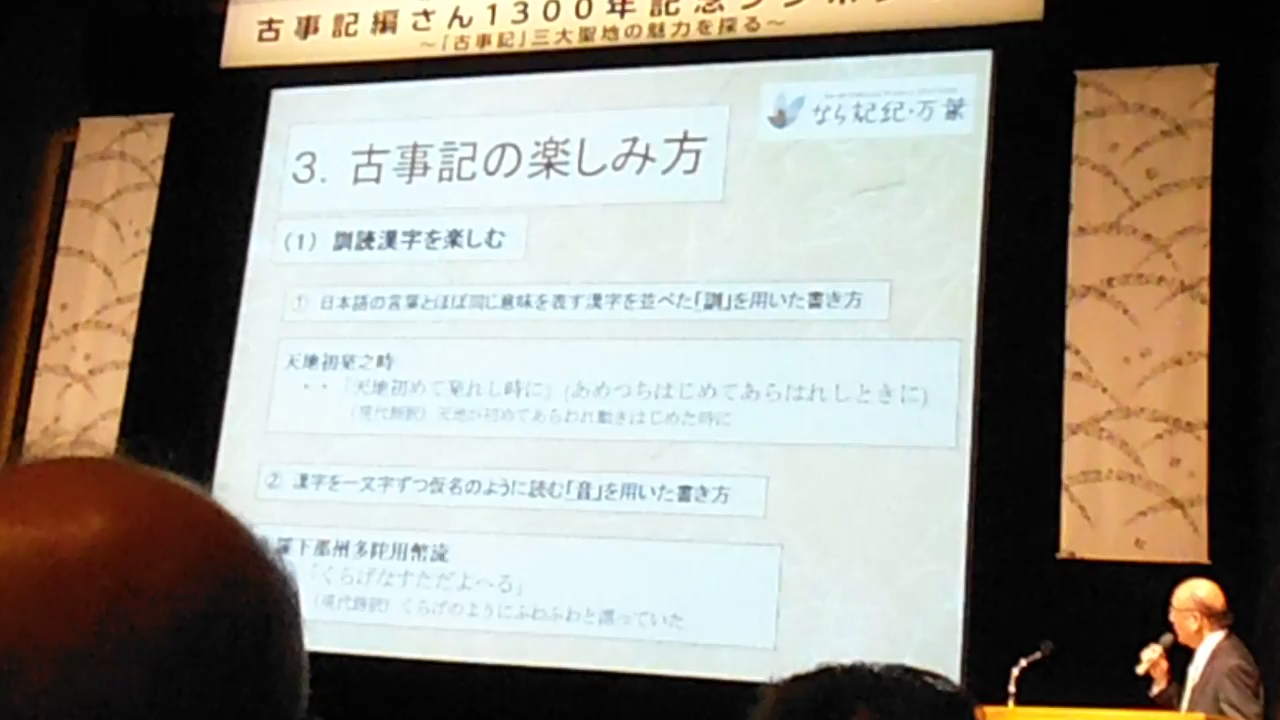 古事記編さん1300年記念シンポジ
～「古事記」三大聖地の魅力を探る～
なら記紀・万葉
3. 古事記の楽しみ方
(1) 訓読漢字を楽しむ
① 日本語の言葉とほぼ同じ意味を表す漢字を並べた「訓」を用いた書き方
天地初発之時
・・「天地初めて発れし時に」(あめつちはじめてあらはれしときに)
(現代語訳) 天地が初めてあらわれ動きはじめた時に
② 漢字を一文字ずつ仮名のように読む「音」を用いた書き方
下那州多陀用幣流
「くらげなすただよへる」
(現代語訳) くらげのようにふわふわと漂っていた